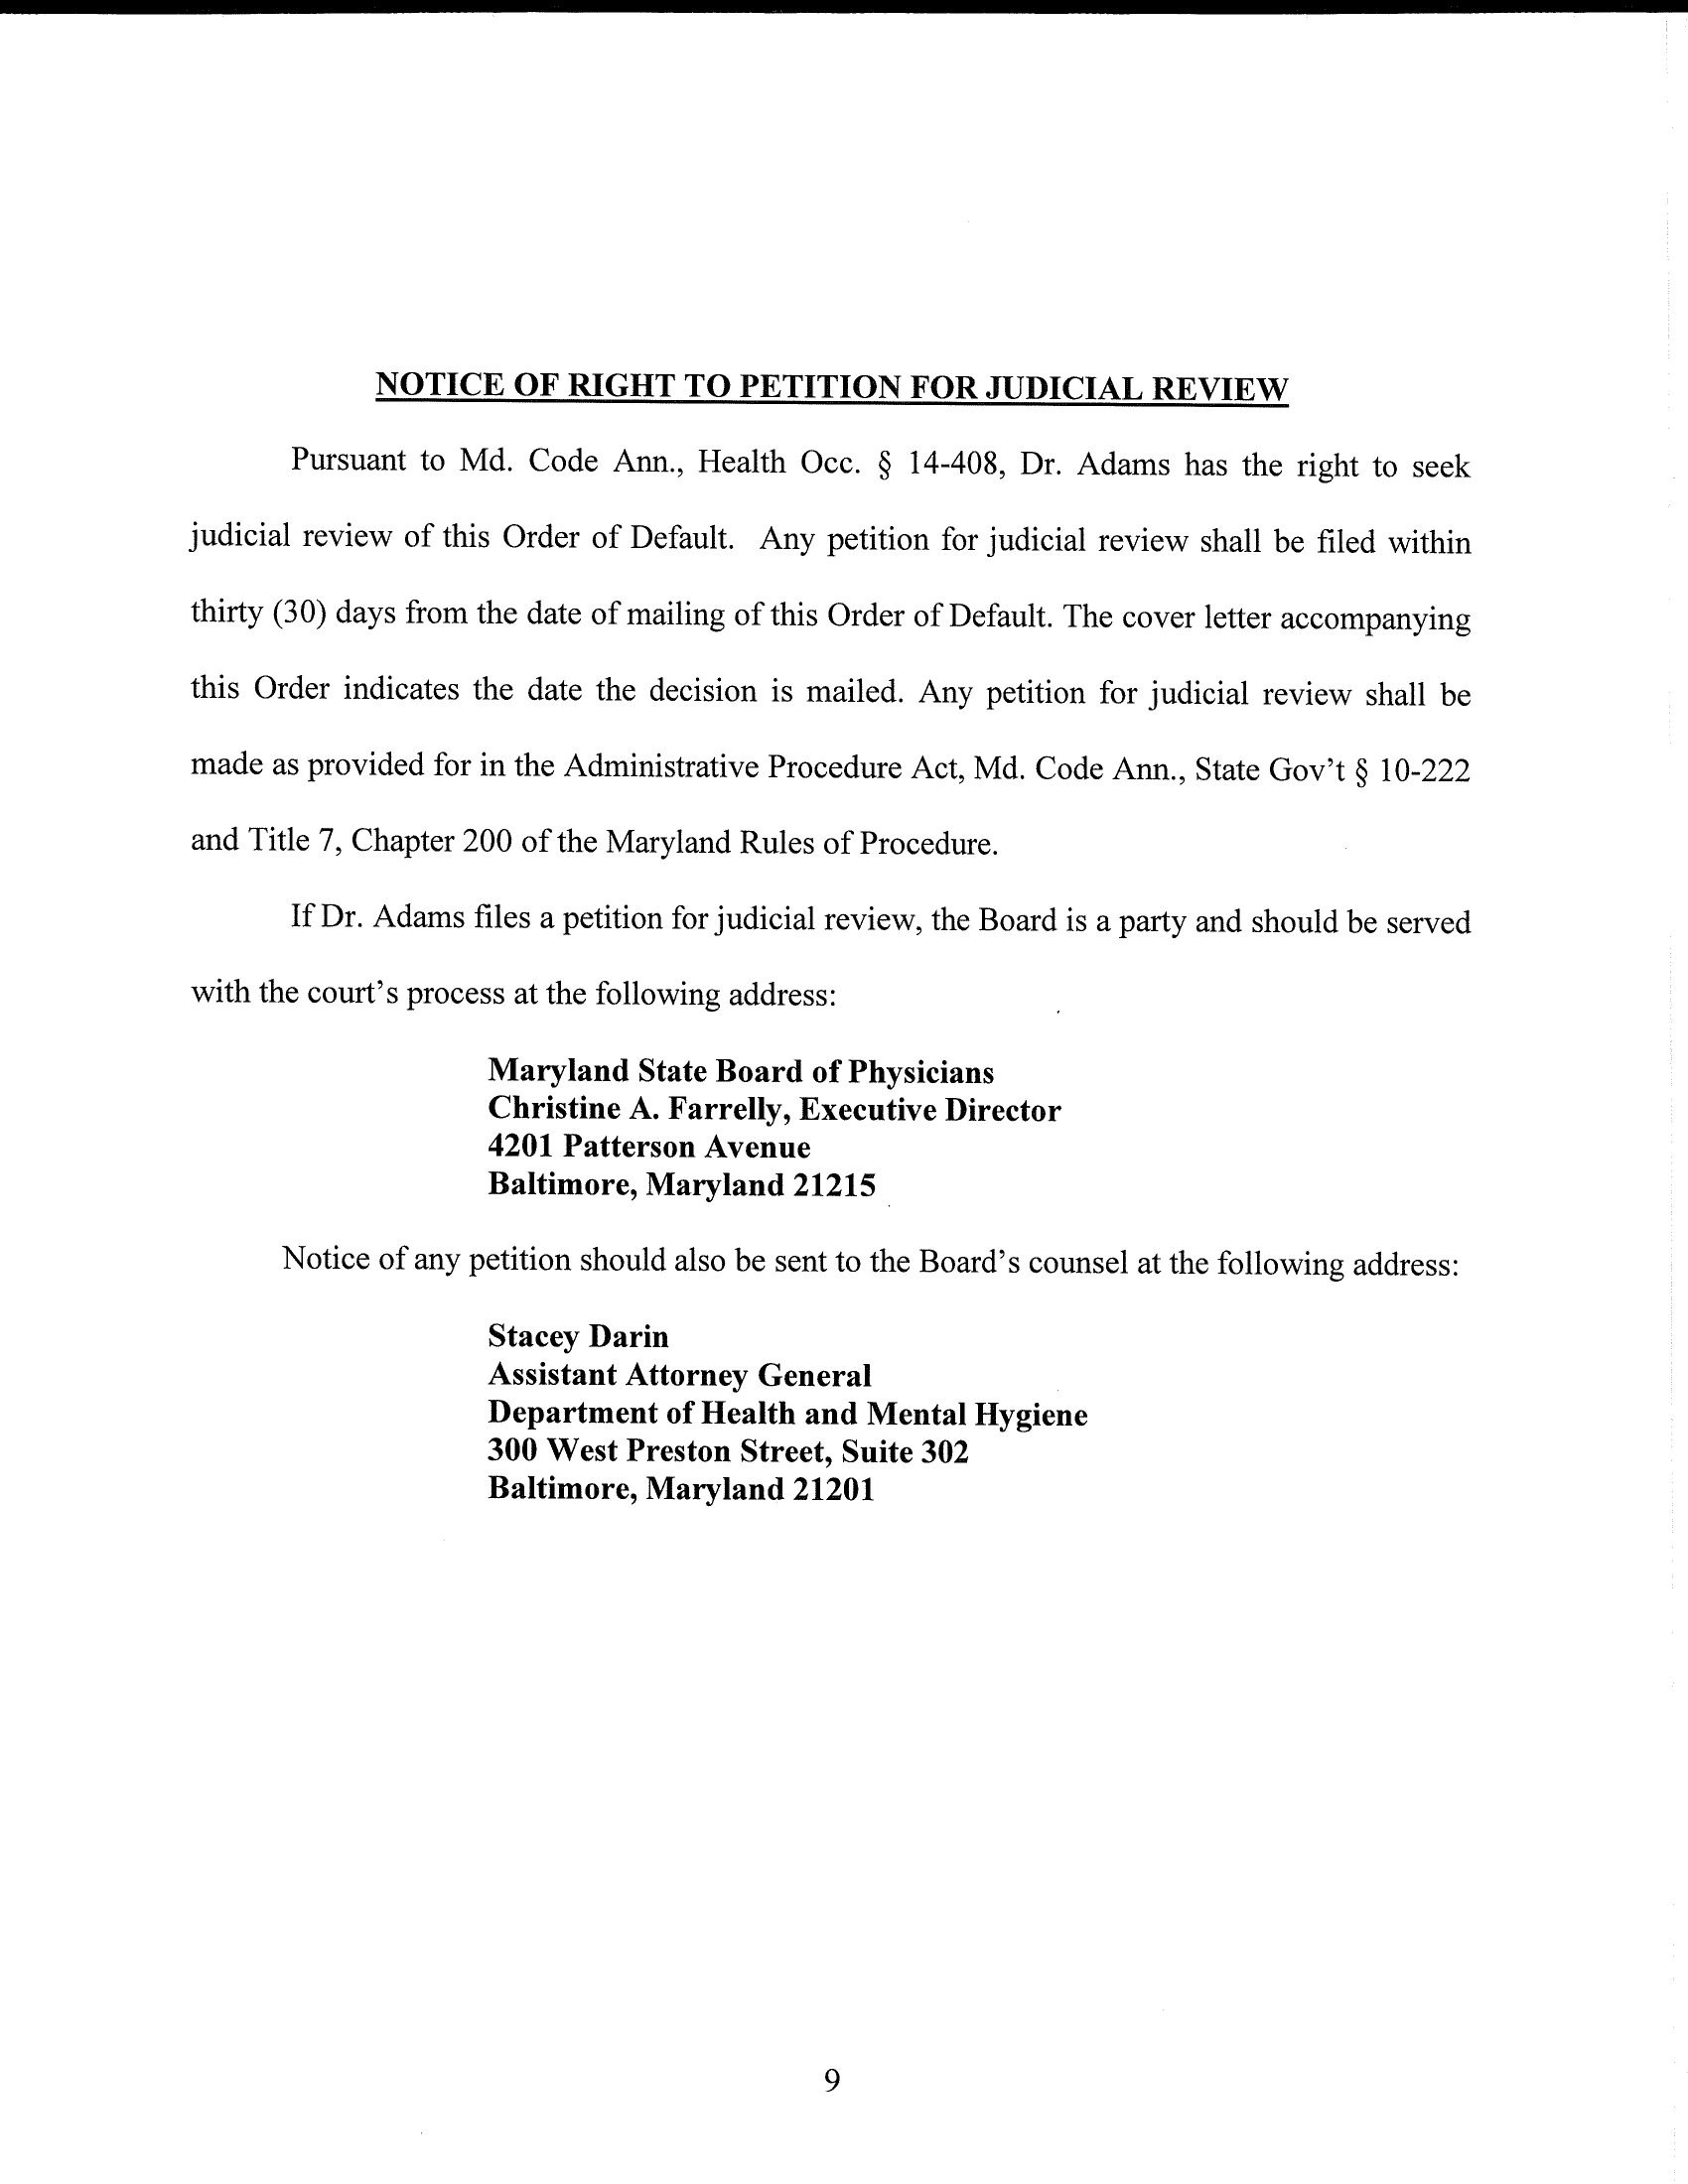 NOTICE OF RIGHT TO PETITION FOR JUDICIAL REVIEW
Pursuant to Md. Code Ann., Health Occ. § 14-408, Dr. Adams has the right to seek
judicial review of this Order of Default. Any petition for judicial review shall be filed within
thirty (30) days from the date of mailing of this Order of Default. The cover letter accompanying
this Order indicates the date the decision is mailed. Any petition for judicial review shall be
made as provided for in the Administrative Procedure Act, Md. Code Ann., State Gov't § 10-222
and Title 7, Chapter 200 of the Maryland Rules of Procedure.
If Dr. Adams files a petition for judicial review, the Board is a party and should be served
with the court's process at the following address:
Maryland State Board of Physicians
Christine A. Farrelly, Executive Director
4201 Patterson Avenue
Baltimore, Maryland 21215
Notice of any petition should also be sent to the Board's counsel at the following address:
Stacey Darin
Assistant Attorney General
Department of Health and Mental Hygiene
300 West Preston Street, Suite 302
Baltimore, Maryland 21201
9